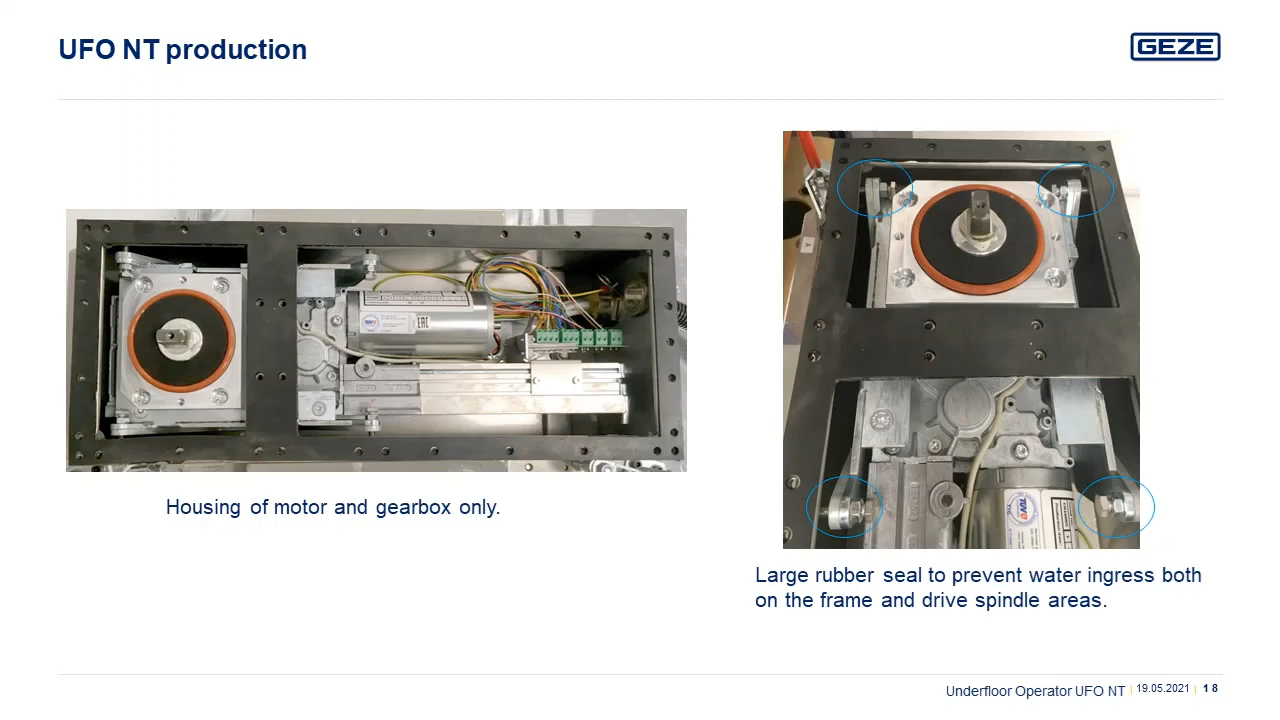 UFO NT production
GEZE
Housing of motor and gearbox only.
Large rubber seal to prevent water ingress both
on the frame and drive spindle areas.
Underfloor Operator UFO NT | 19.05.2021 | 18